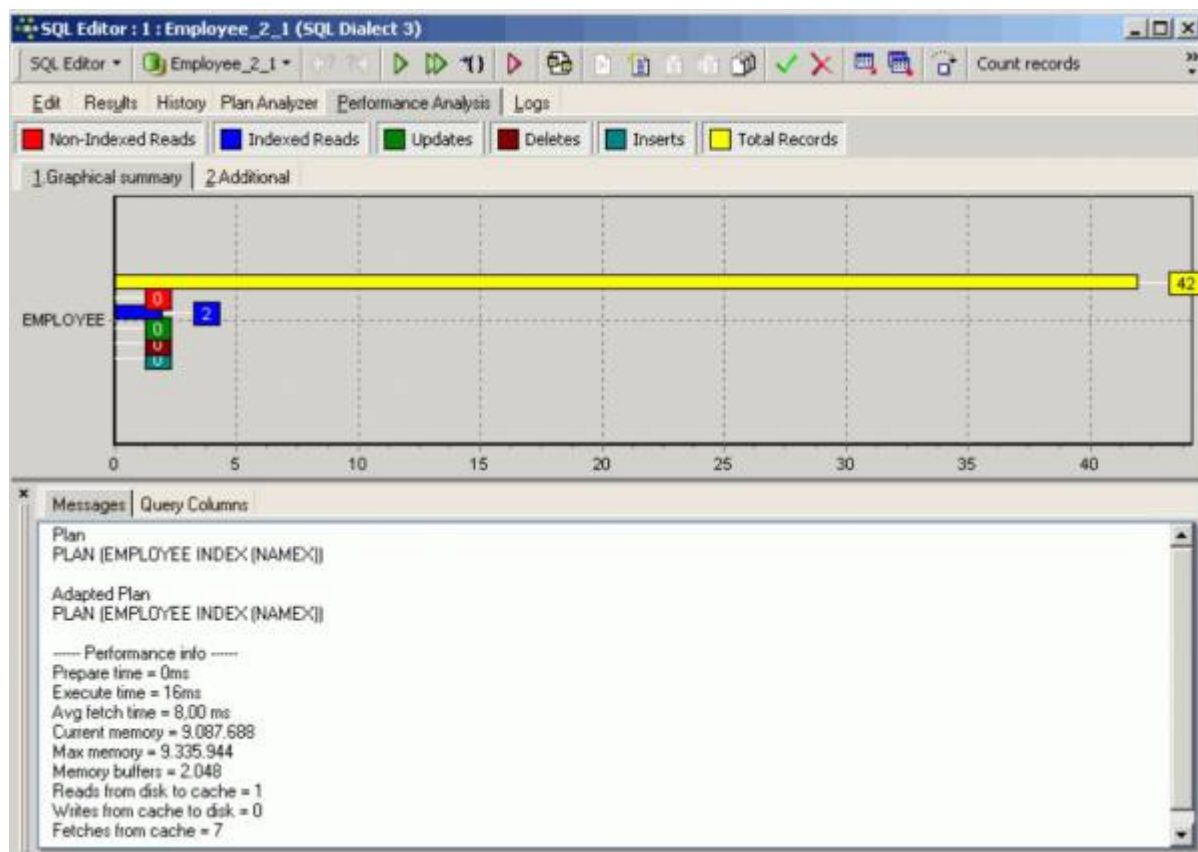 SQL Editor : 1 : Employee_2_1 (SQL Dialect 3)
SQL Editor Employee_2_1 Count records
Edit Results History Plan Analyzer Performance Analysis Logs
Non-Indexed Reads Indexed Reads Updates Deletes Inserts Total Records
1.Graphical summary 2.Additional
42
0
EMPLOYEE 2
0
0
0
0 5 10 15 20 25 30 35 40
Messages Query Columns
Plan
PLAN (EMPLOYEE INDEX (NAMEX))
Adapted Plan
PLAN (EMPLOYEE INDEX (NAMEX))
------ Performance info ------
Prepare time = 0ms
Execute time = 16ms
Avg fetch time = 8,00 ms
Current memory = 9.087.688
Max memory = 9.335.944
Memory buffers = 2.048
Reads from disk to cache = 1
Writes from cache to disk = 0
Fetches from cache = 7